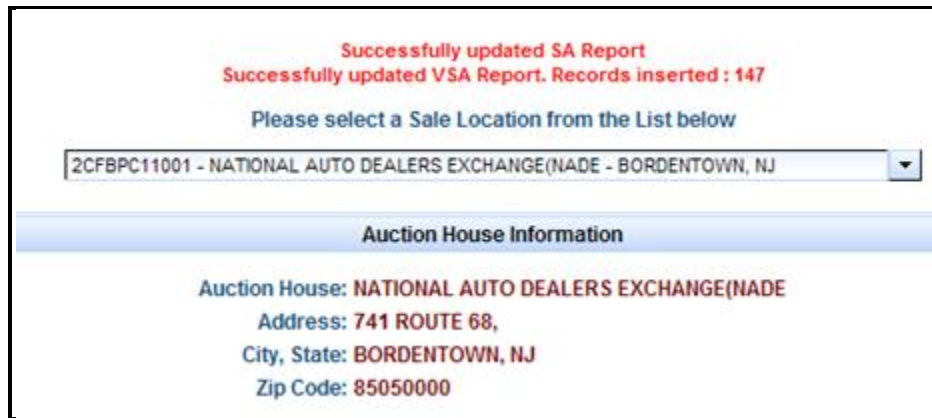 Successfully updated SA Report
Successfully updated VSA Report. Records inserted : 147
Please select a Sale Location from the List below
2CFBPC11001 - NATIONAL AUTO DEALERS EXCHANGE(NADE - BORDENTOWN, NJ
Auction House Information
Auction House: NATIONAL AUTO DEALERS EXCHANGE(NADE
Address: 741 ROUTE 68,
City, State: BORDENTOWN, NJ
Zip Code: 85050000